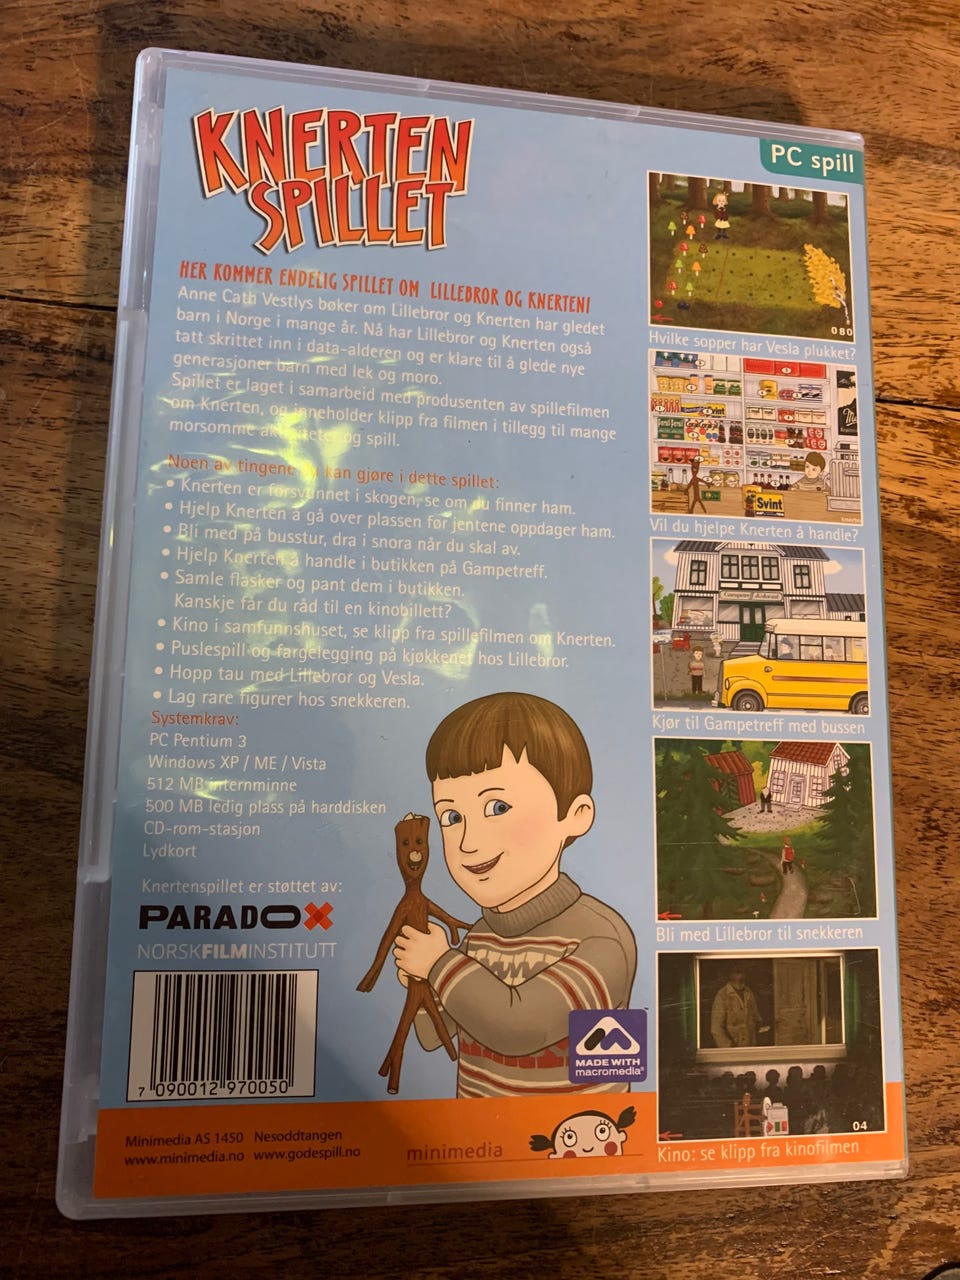 KNERTEN
SPILLET
PC spill
HER KOMMER ENDELIG SPILLET OM LILLEBROR OG KNERTEN!
Anne Cath Vestlys bøker om Lillebror og Knerten har gledet
barn i Norge i mange år. Nå har Lillebror og Knerten også
tatt skrittet inn i data-alderen og er klare til å glede nye
generasjoner barn med lek og moro.
Spillet er laget i samarbeid med produsenten av spillefilmen
om Knerten, og inneholder klipp fra filmen i tillegg til mange
morsomme aktiviteter og spill.
Noen av tingene du kan gjøre i dette spillet:
• Knerten er forsvunnet i skogen, se om du finner ham.
• Hjelp Knerten å gå over plassen før jentene oppdager ham.
• Bli med på busstur, dra i snora når du skal av.
• Hjelp Knerten å handle i butikken på Gampetreff.
• Samle flasker og pant dem i butikken.
Kanskje får du råd til en kinobillett?
• Kino i samfunnshuset, se klipp fra spillefilmen om Knerten.
• Puslespill og fargelegging på kjøkkenet hos Lillebror.
• Hopp tau med Lillebror og Vesla.
• Lag rare figurer hos snekkeren.
Systemkrav:
PC Pentium 3
Windows XP / ME / Vista
512 MB internminne
500 MB ledig plass på harddisken
CD-rom-stasjon
Lydkort
Knertenspillet er støttet av:
PARADOX
NORSKFILMINSTITUTT
7 090012 970050
Minimedia AS 1450 Nesoddtangen
www.minimedia.no www.godespill.no
minimedia
MADE WITH
macromedia®
080
Hvilke sopper har Vesla plukket?
Svint
Svint
Knerten
Vil du hjelpe Knerten å handle?
Gampetreff
Kjør til Gampetreff med bussen
Bli med Lillebror til snekkeren
04
Kino: se klipp fra kinofilmen